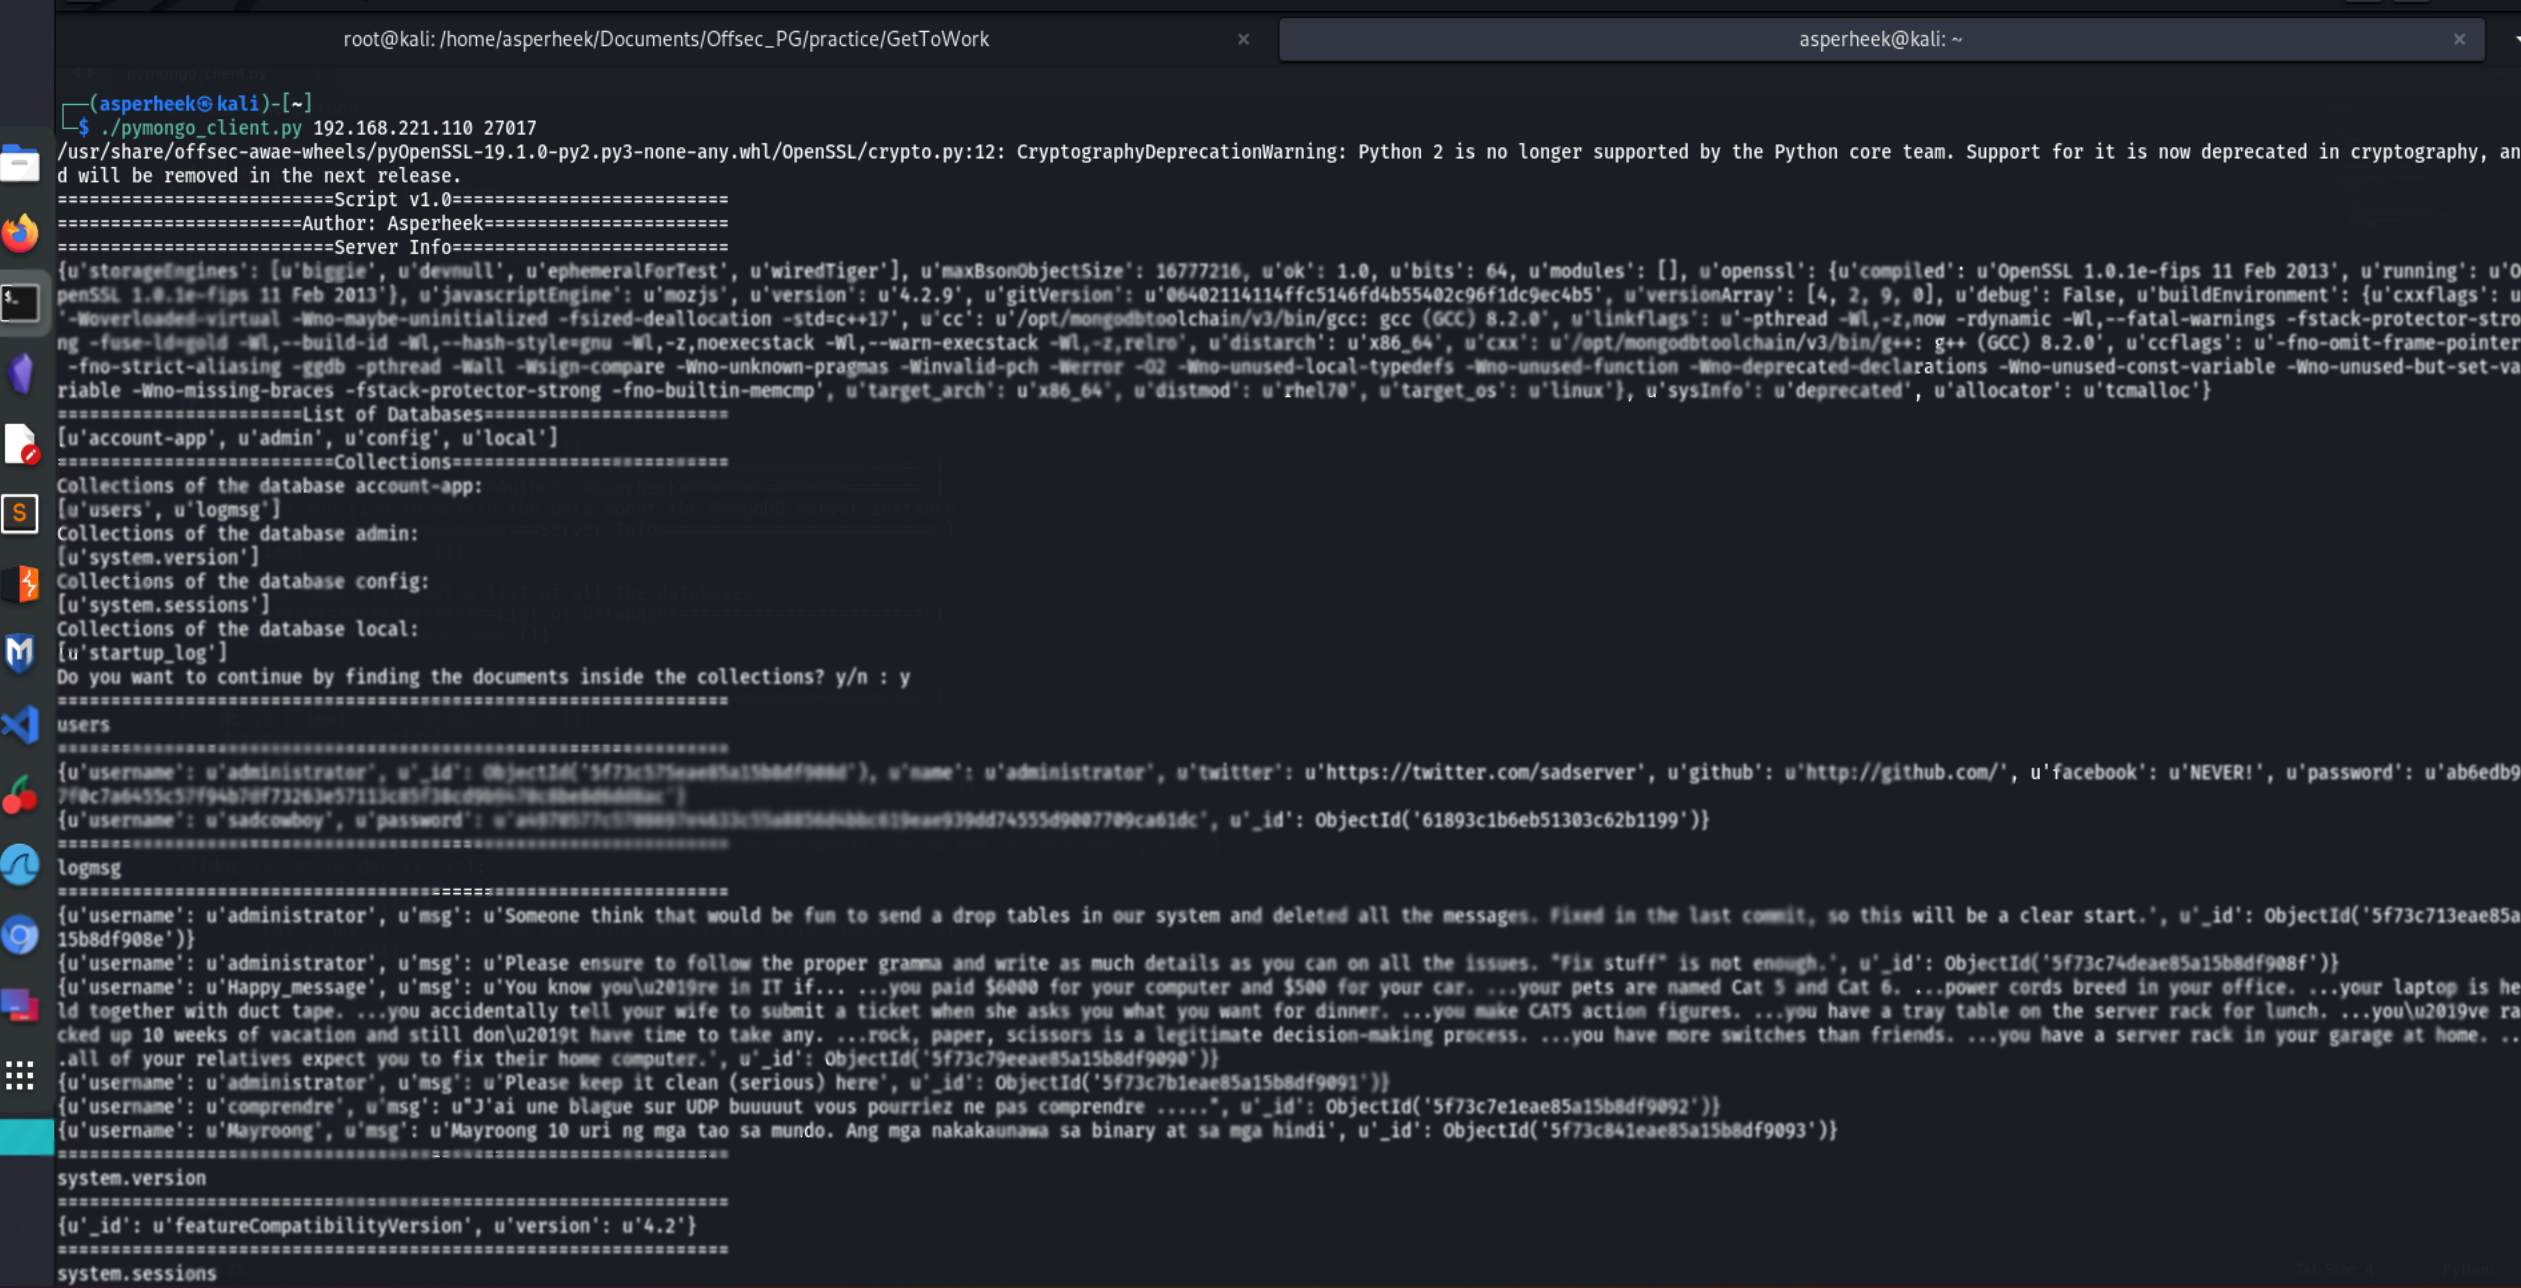 root@kali: /home/asperheek/Documents/Offsec_PG/practice/GetToWork
asperheek@kali: ~
┌──(asperheek㉿kali)-[~]
└─$ ./pymongo_client.py 192.168.221.110 27017
/usr/share/offsec-awae-wheels/pyOpenSSL-19.1.0-py2.py3-none-any.whl/OpenSSL/crypto.py:12: CryptographyDeprecationWarning: Python 2 is no longer supported by the Python core team. Support for it is now deprecated in cryptography, an
d will be removed in the next release.
==========================Script v1.0==========================
=======================Author: Asperheek=======================
==========================Server Info==========================
{u'storageEngines': [u'biggie', u'devnull', u'ephemeralForTest', u'wiredTiger'], u'maxBsonObjectSize': 16777216, u'ok': 1.0, u'bits': 64, u'modules': [], u'openssl': {u'compiled': u'OpenSSL 1.0.1e-fips 11 Feb 2013', u'running': u'O
penSSL 1.0.1e-fips 11 Feb 2013'}, u'javascriptEngine': u'mozjs', u'version': u'4.2.9', u'gitVersion': u'06402114114ffc5146fd4b55402c96f1dc9ec4b5', u'versionArray': [4, 2, 9, 0], u'debug': False, u'buildEnvironment': {u'cxxflags': u
'-Woverloaded-virtual -Wno-maybe-uninitialized -fsized-deallocation -std=c++17', u'cc': u'/opt/mongodbtoolchain/v3/bin/gcc: gcc (GCC) 8.2.0', u'linkflags': u'-pthread -Wl,-z,now -rdynamic -Wl,--fatal-warnings -fstack-protector-stro
ng -fuse-ld=gold -Wl,--build-id -Wl,--hash-style=gnu -Wl,-z,noexecstack -Wl,--warn-execstack -Wl,-z,relro', u'distarch': u'x86_64', u'cxx': u'/opt/mongodbtoolchain/v3/bin/g++: g++ (GCC) 8.2.0', u'ccflags': u'-fno-omit-frame-pointer
-fno-strict-aliasing -ggdb -pthread -Wall -Wsign-compare -Wno-unknown-pragmas -Winvalid-pch -Werror -O2 -Wno-unused-local-typedefs -Wno-unused-function -Wno-deprecated-declarations -Wno-unused-const-variable -Wno-unused-but-set-va
riable -Wno-missing-braces -fstack-protector-strong -fno-builtin-memcmp', u'target_arch': u'x86_64', u'distmod': u'rhel70', u'target_os': u'linux'}, u'sysInfo': u'deprecated', u'allocator': u'tcmalloc'}
=======================List of Databases=======================
[u'account-app', u'admin', u'config', u'local']
==========================Collections==========================
Collections of the database account-app:
[u'users', u'logmsg']
Collections of the database admin:
[u'system.version']
Collections of the database config:
[u'system.sessions']
Collections of the database local:
[u'startup_log']
Do you want to continue by finding the documents inside the collections? y/n : y
===============================================================
users
===============================================================
{u'username': u'administrator', u'_id': u'name': u'administrator', u'twitter': u'https://twitter.com/sadserver', u'github': u'http://github.com/', u'facebook': u'NEVER!', u'password': u'ab6edb9
{u'username': u'sadcowboy', u'password': u'_id': ObjectId('61893c1b6eb51303c62b1199')}
===============================================================
logmsg
===============================================================
{u'username': u'administrator', u'msg': u'Someone think that would be fun to send a drop tables in our system and deleted all the messages. Fixed in the last commit, so this will be a clear start.', u'_id': ObjectId('5f73c713eae85a
15b8df908e')}
{u'username': u'administrator', u'msg': u'Please ensure to follow the proper gramma and write as much details as you can on all the issues. "Fix stuff" is not enough.', u'_id': ObjectId('5f73c74deae85a15b8df908f')}
{u'username': u'Happy_message', u'msg': u'You know you\u2019re in IT if... ...you paid $6000 for your computer and $500 for your car. ...your pets are named Cat 5 and Cat 6. ...power cords breed in your office. ...your laptop is he
ld together with duct tape. ...you accidentally tell your wife to submit a ticket when she asks you what you want for dinner. ...you make CAT5 action figures. ...you have a tray table on the server rack for lunch. ...you\u2019ve ra
cked up 10 weeks of vacation and still don\u2019t have time to take any. ...rock, paper, scissors is a legitimate decision-making process. ...you have more switches than friends. ...you have a server rack in your garage at home. ..
.all of your relatives expect you to fix their home computer.', u'_id': ObjectId('5f73c79eeae85a15b8df9090')}
{u'username': u'administrator', u'msg': u'Please keep it clean (serious) here', u'_id': ObjectId('5f73c7b1eae85a15b8df9091')}
{u'username': u'comprendre', u'msg': u"J'ai une blague sur UDP buuuuut vous pourriez ne pas comprendre .....", u'_id': ObjectId('5f73c7e1eae85a15b8df9092')}
{u'username': u'Mayroong', u'msg': u'Mayroong 10 uri ng mga tao sa mundo. Ang mga nakakaunawa sa binary at sa mga hindi', u'_id': ObjectId('5f73c841eae85a15b8df9093')}
===============================================================
system.version
===============================================================
{u'_id': u'featureCompatibilityVersion', u'version': u'4.2'}
===============================================================
system.sessions